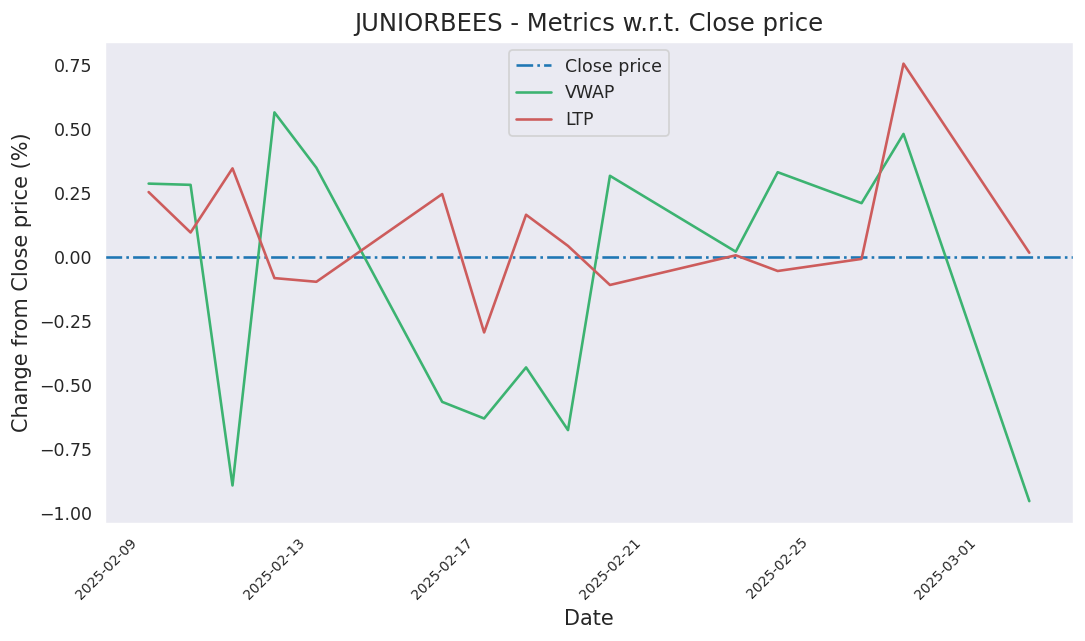 JUNIORBEES - Metrics w.r.t. Close price
Close price
VWAP
LTP
Change from Close price (%)
0.75
0.50
0.25
0.00
−0.25
−0.50
−0.75
−1.00
2025-02-09
2025-02-13
2025-02-17
2025-02-21
2025-02-25
2025-03-01
Date